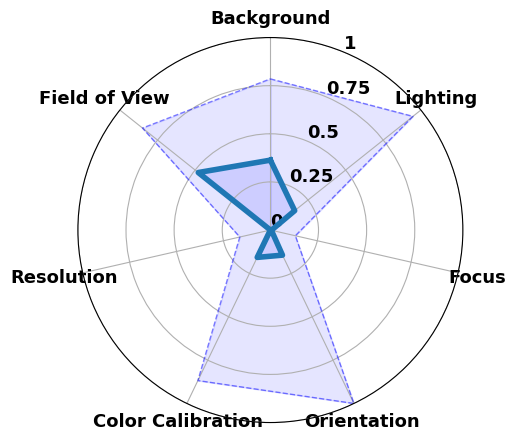 Background
1
0.75
Field of View
Lighting
0.5
0.25
0
Resolution
Focus
Color Calibration
Orientation